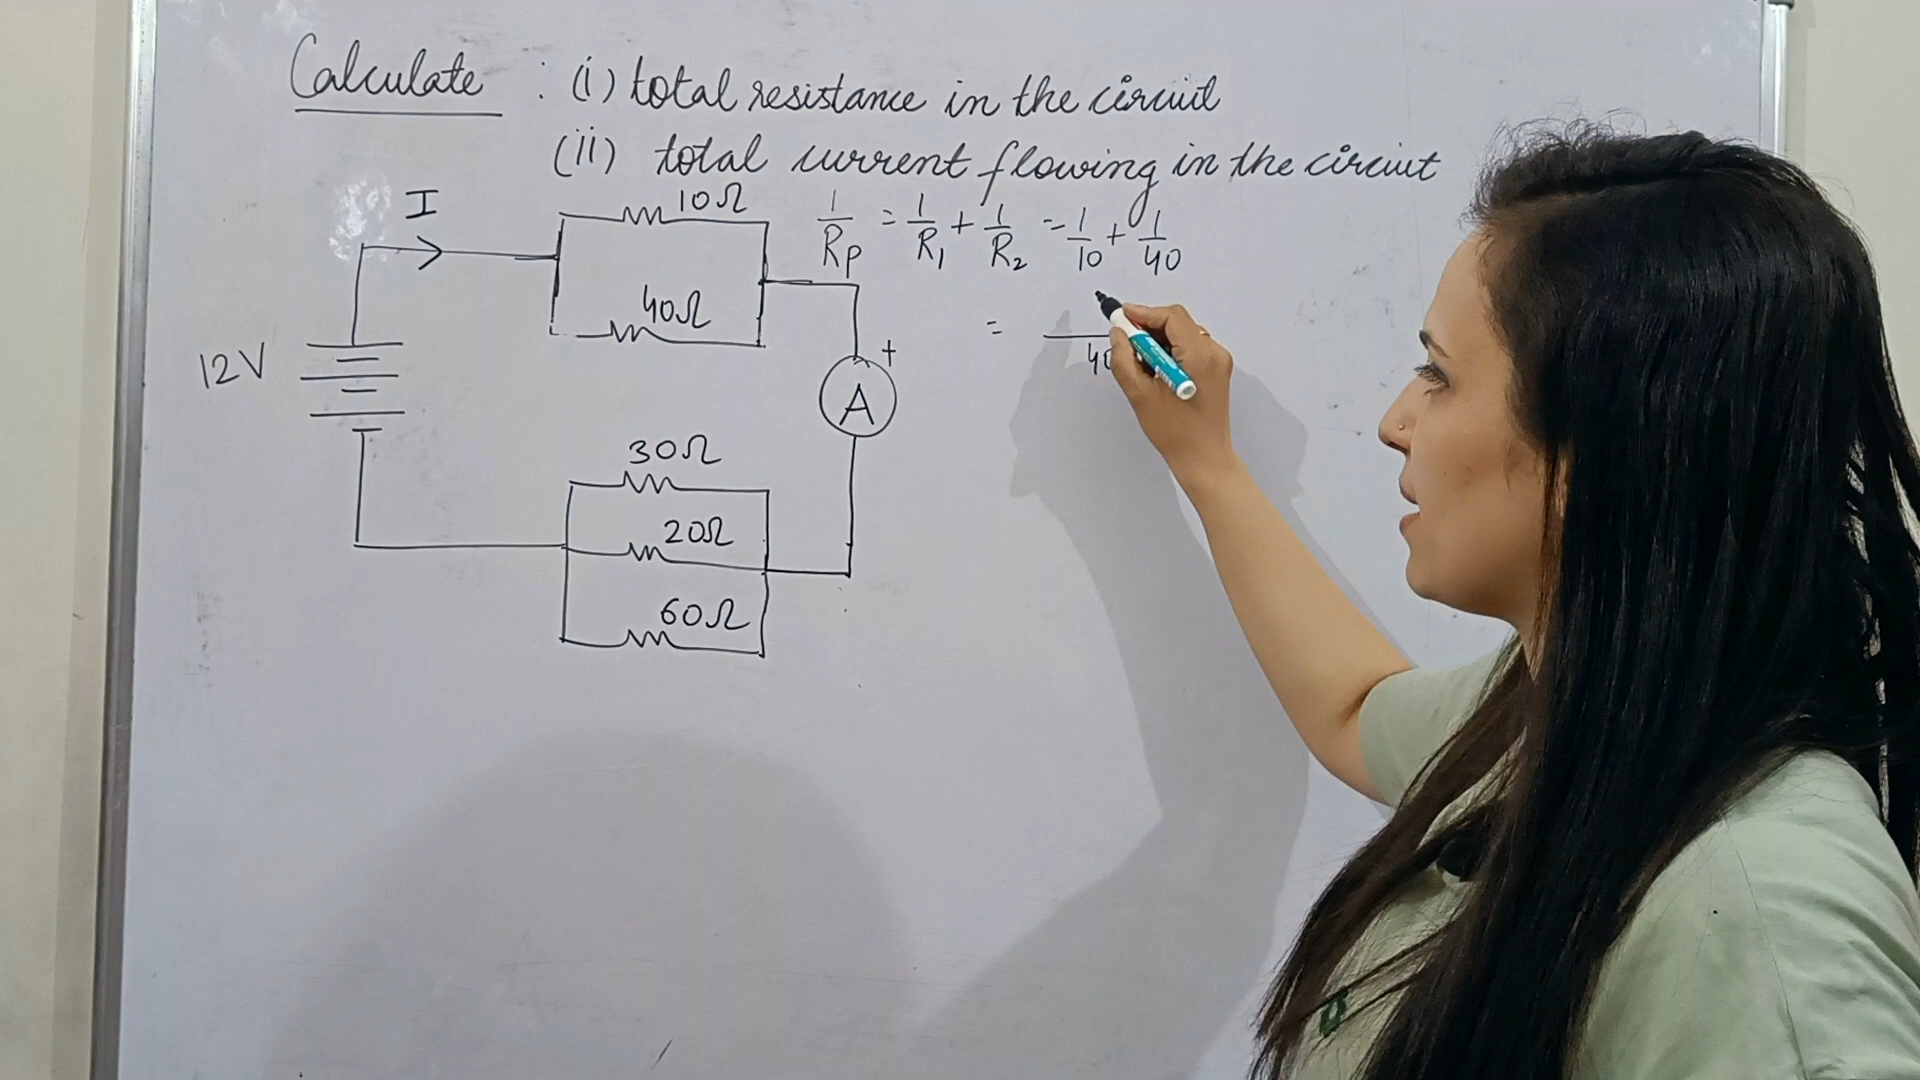 Calculate : (i) total resistance in the circuit
(ii) total current flowing in the circuit
I
10Ω
1/Rp = 1/R1 + 1/R2 = 1/10 + 1/40
40Ω
=
12V
+
A
30Ω
20Ω
60Ω